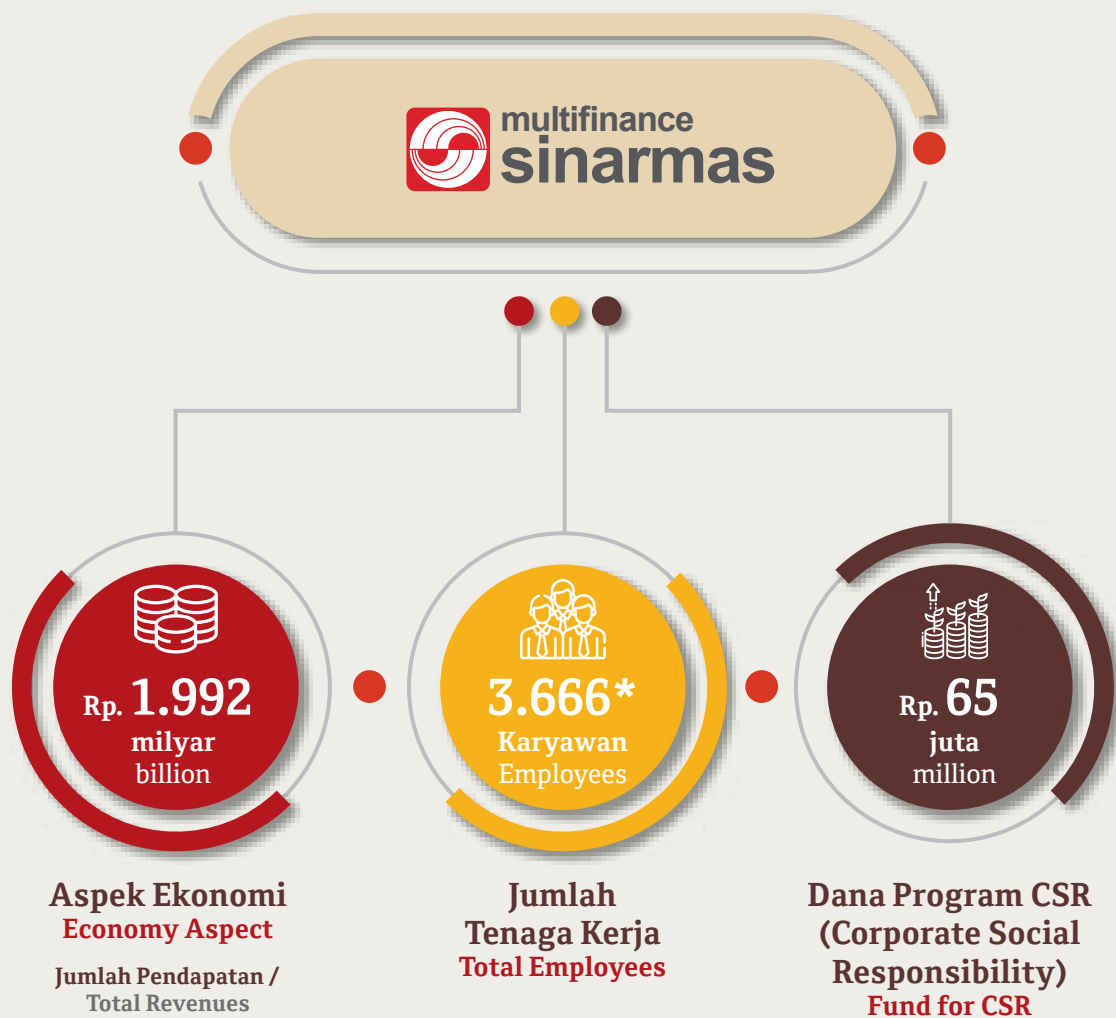 multifinance
sinarmas
Rp. 1.992
milyar
billion
Aspek Ekonomi
Economy Aspect
Jumlah Pendapatan /
Total Revenues
3.666*
Karyawan
Employees
Jumlah
Tenaga Kerja
Total Employees
Rp. 65
juta
million
Dana Program CSR
(Corporate Social
Responsibility)
Fund for CSR